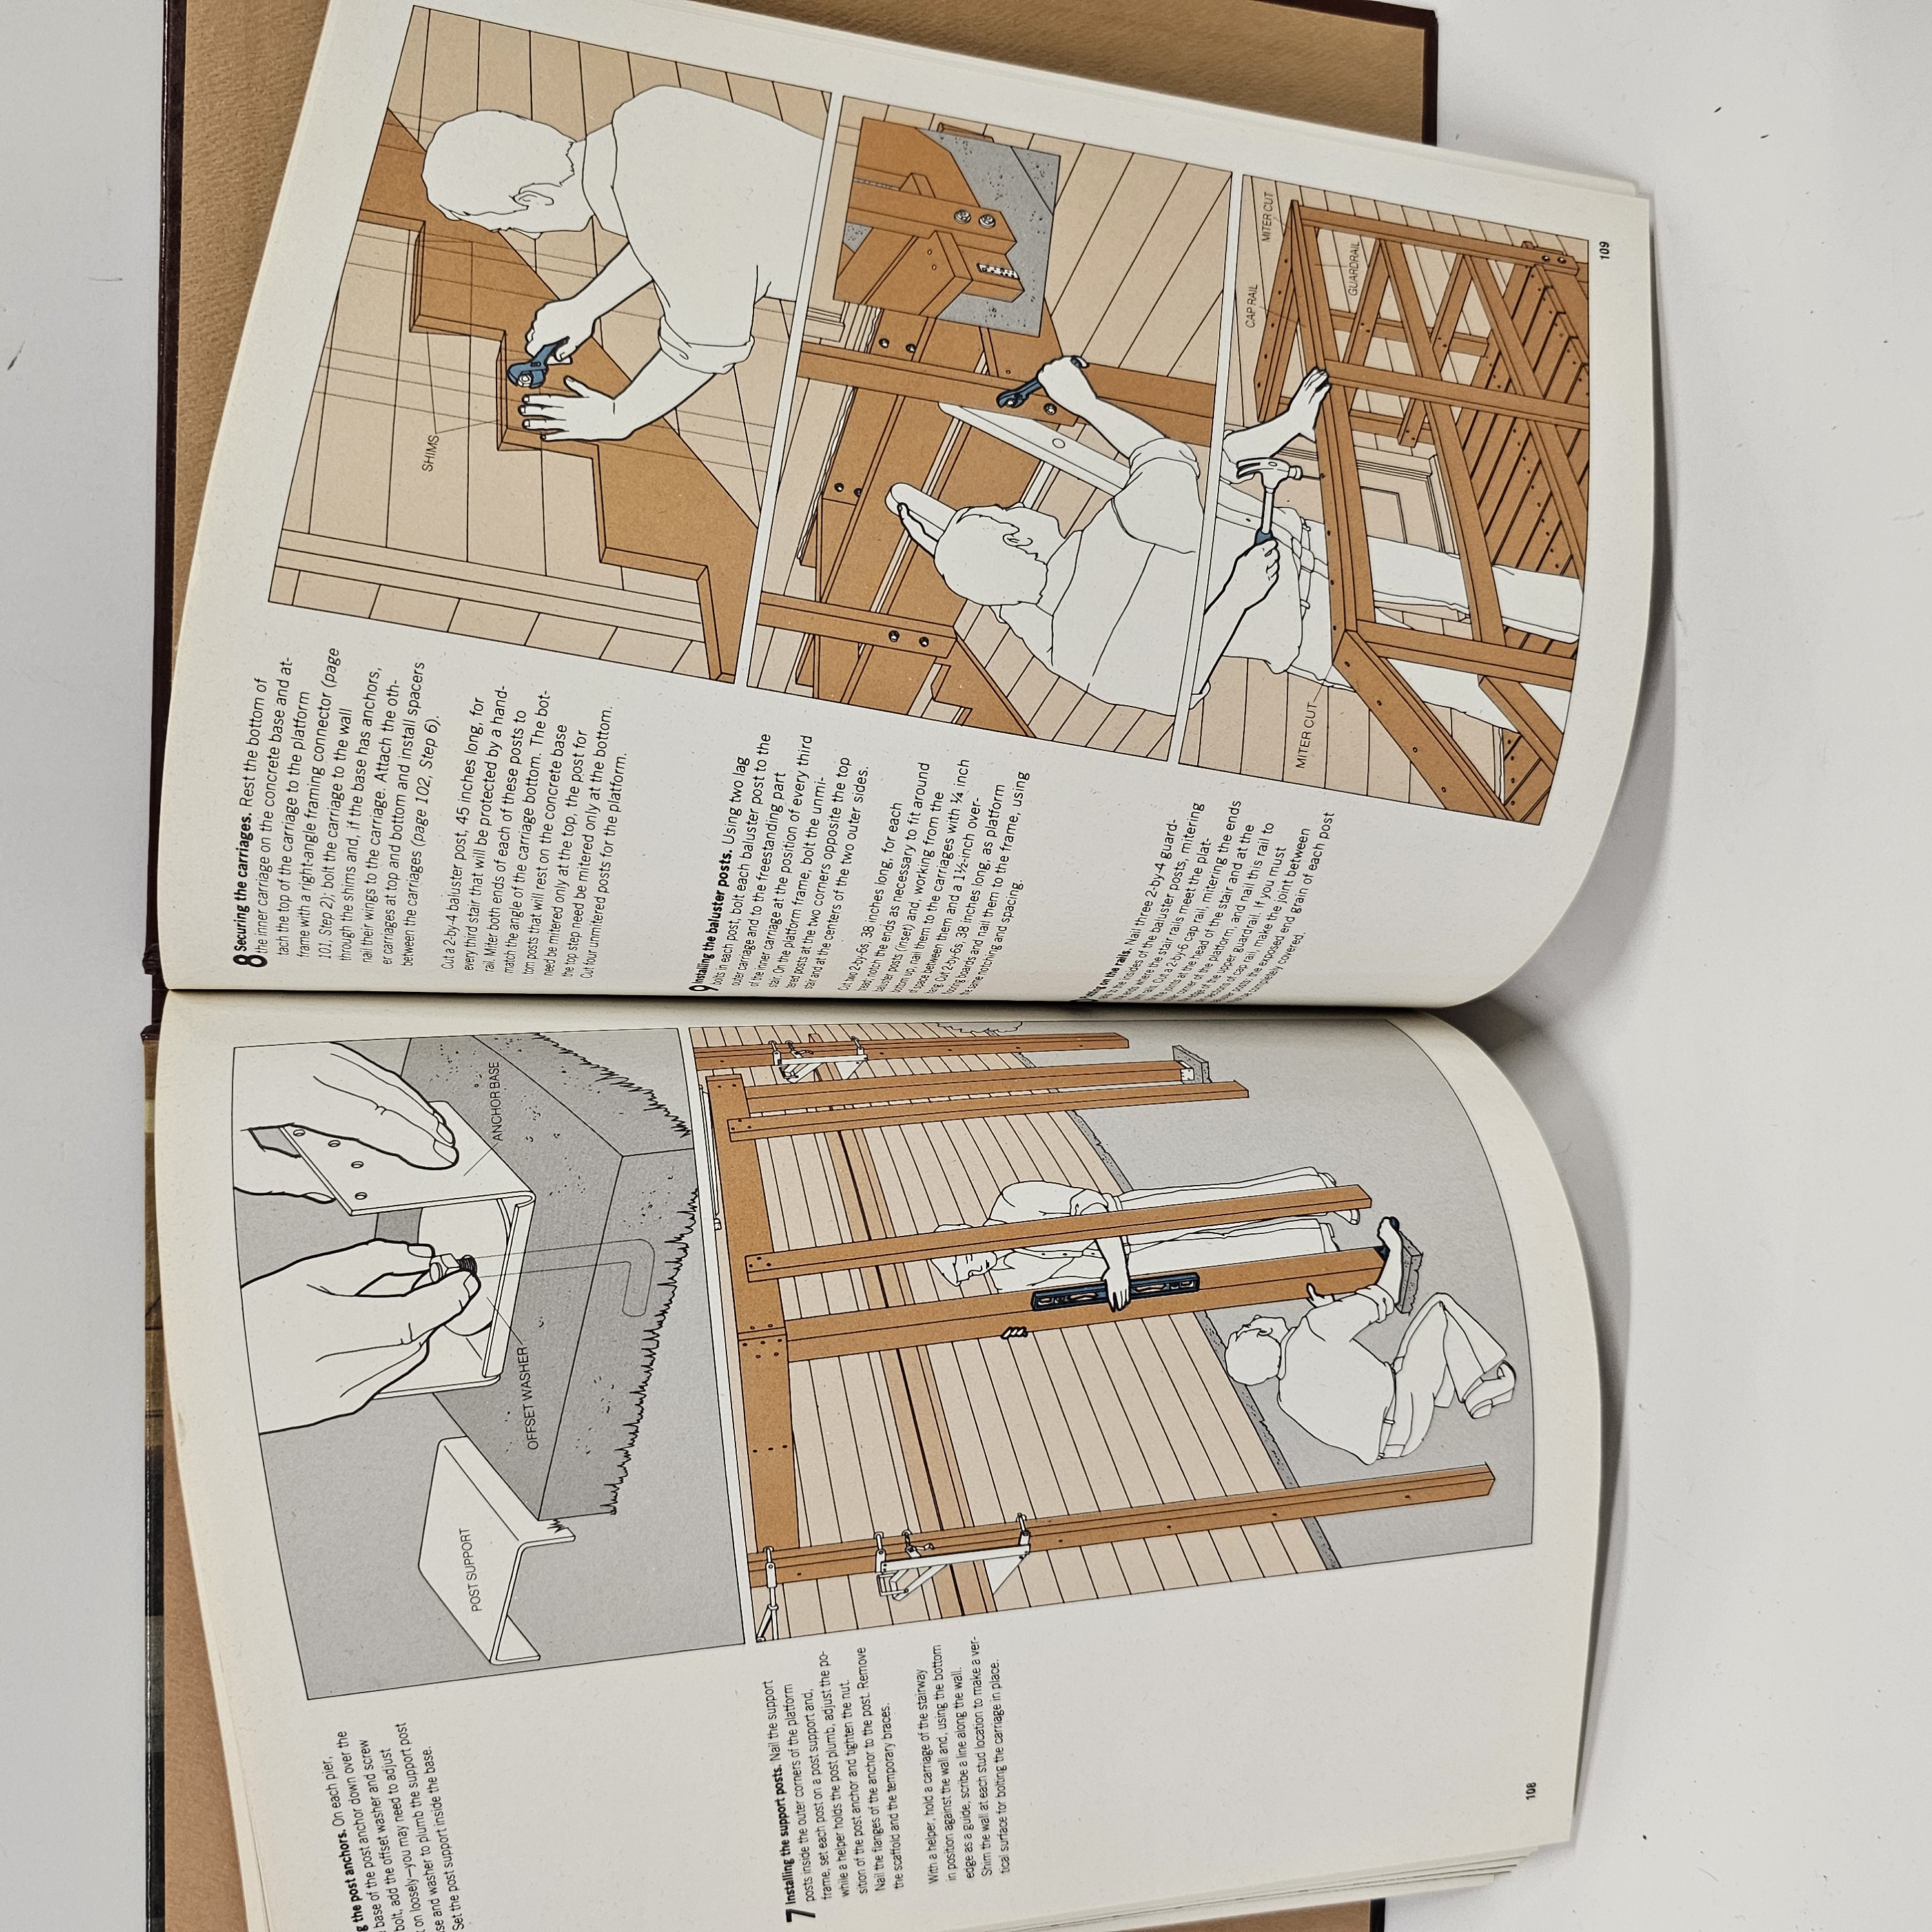 g the post anchors. On each pier,
base of the post anchor down over the
bolt, add the offset washer and screw
on loosely—you may need to adjust
se and washer to plumb the support post
Set the post support inside the base.
POST SUPPORT
OFFSET WASHER
ANCHOR BASE
7 Installing the support posts. Nail the support
posts inside the outer corners of the platform
frame, set each post on a post support and,
while a helper holds the post plumb, adjust the po-
sition of the post anchor and tighten the nut.
Nail the flanges of the anchor to the post. Remove
the scaffold and the temporary braces.
With a helper, hold a carriage of the stairway
in position against the wall and, using the bottom
edge as a guide, scribe a line along the wall.
Shim the wall at each stud location to make a ver-
tical surface for bolting the carriage in place.
108
8 Securing the carriages. Rest the bottom of
the inner carriage on the concrete base and at-
tach the top of the carriage to the platform
frame with a right-angle framing connector (page
101, Step 2); bolt the carriage to the wall
through the shims and, if the base has anchors,
nail their wings to the carriage. Attach the oth-
er carriages at top and bottom and install spacers
between the carriages (page 102, Step 6).
Cut a 2-by-4 baluster post, 45 inches long, for
every third stair that will be protected by a hand-
rail. Miter both ends of each of these posts to
match the angle of the carriage bottom. The bot-
tom posts that will rest on the concrete base
need be mitered only at the top, the post for
the top step need be mitered only at the bottom.
Cut four unmitered posts for the platform.
SHIMS
9 Installing the baluster posts. Using two lag
bolts in each post, bolt each baluster post to the
outer carriage and to the freestanding part
of the inner carriage at the position of every third
stair. On the platform frame, bolt the unmi-
tered posts at the two corners opposite the top
stair and at the centers of the two outer sides.
Cut two 2-by-6s, 38 inches long, for each
tread; notch the ends as necessary to fit around
baluster posts (inset) and, working from the
bottom up, nail them to the carriages with ¼ inch
of space between them and a 1½-inch over-
hang. Cut 2-by-6s, 38 inches long, as platform
flooring boards and nail them to the frame, using
the same notching and spacing.
on the rails. Nail three 2-by-4 guard-
to the insides of the baluster posts, mitering
the ends where the stair rails meet the plat-
rails. Cut a 2-by-6 cap rail, mitering the ends
the joints at the head of the stair and at the
corner of the platform, and nail this rail to
edge of the upper guardrail. If you must
sections of cap rail, make the joint between
posts; the exposed end grain of each post
completely covered.
CAP RAIL
MITER CUT
MITER CUT
GUARDRAIL
109